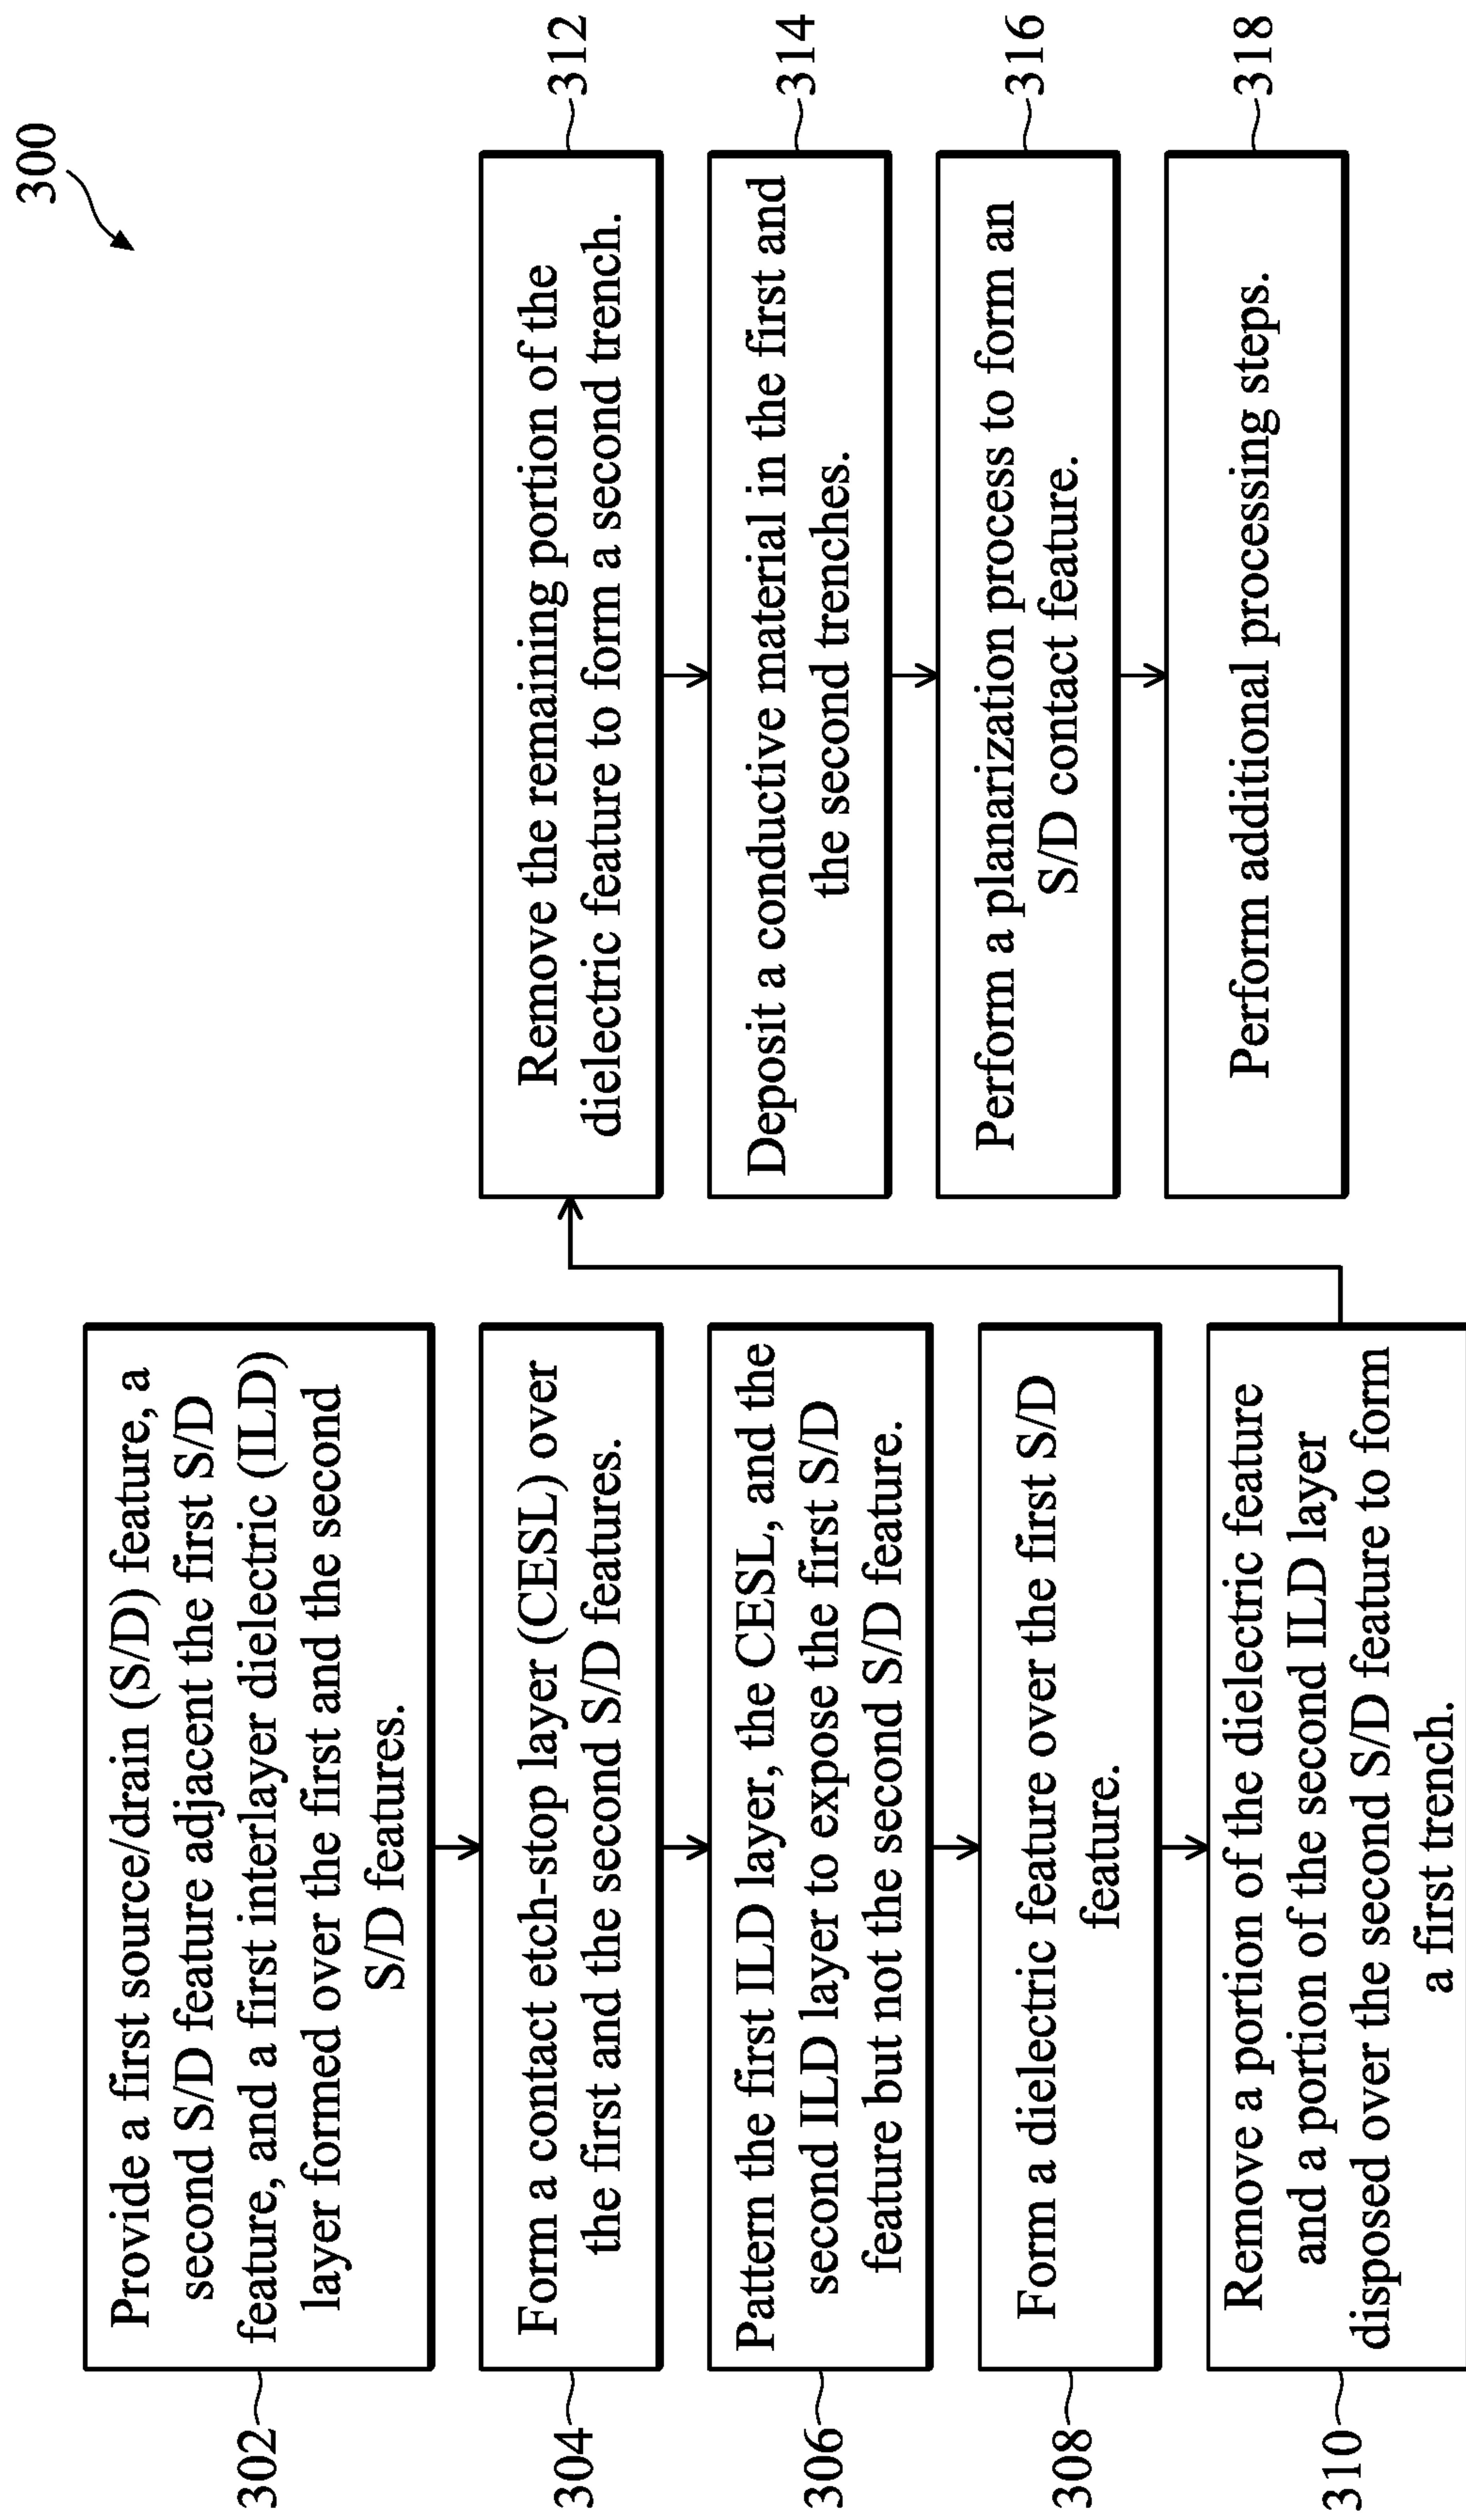 300
302
Provide a first source/drain (S/D) feature, a
second S/D feature adjacent the first S/D
feature, and a first interlayer dielectric (ILD)
layer formed over the first and the second
S/D features.
304
Form a contact etch-stop layer (CESL) over
the first and the second S/D features.
306
Pattern the first ILD layer, the CESL, and the
second ILD layer to expose the first S/D
feature but not the second S/D feature.
308
Form a dielectric feature over the first S/D
feature.
310
Remove a portion of the dielectric feature
and a portion of the second ILD layer
disposed over the second S/D feature to form
a first trench.
312
Remove the remaining portion of the
dielectric feature to form a second trench.
314
Deposit a conductive material in the first and
the second trenches.
316
Perform a planarization process to form an
S/D contact feature.
318
Perform additional processing steps.